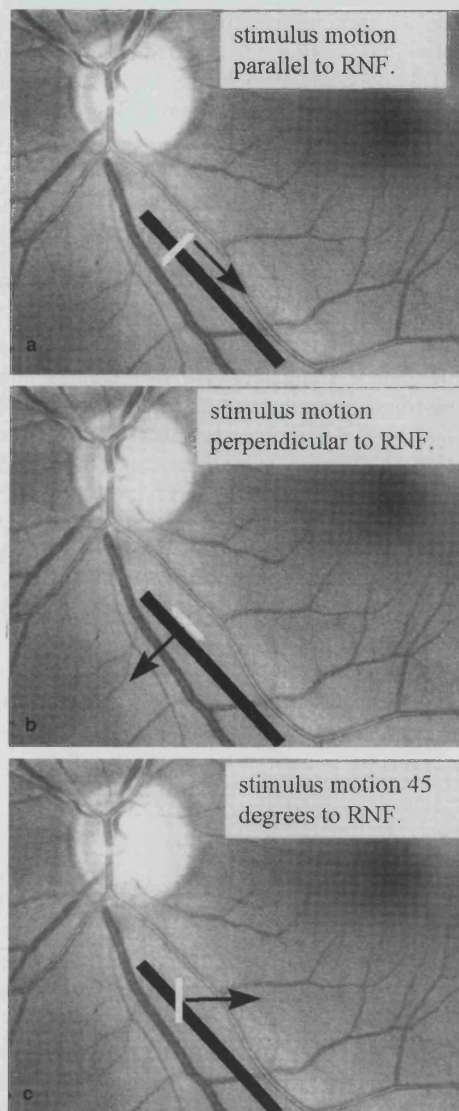 stimulus motion
parallel to RNF.
a
stimulus motion
perpendicular to RNF.
b
stimulus motion 45
degrees to RNF.
c